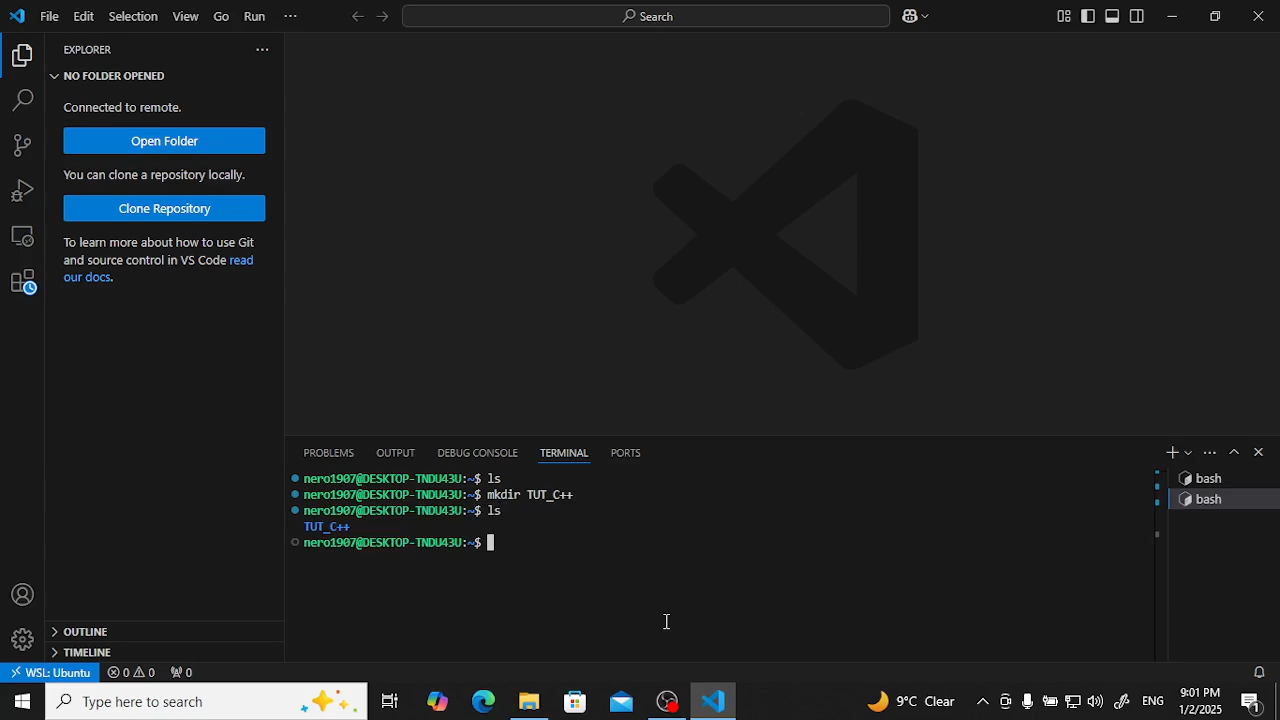 File Edit Selection View Go Run ···
Search
EXPLORER ···
NO FOLDER OPENED
Connected to remote.
Open Folder
You can clone a repository locally.
Clone Repository
To learn more about how to use Git
and source control in VS Code read
our docs.
OUTLINE
TIMELINE
PROBLEMS OUTPUT DEBUG CONSOLE TERMINAL PORTS
nero1907@DESKTOP-TNDU43U:~$ ls
nero1907@DESKTOP-TNDU43U:~$ mkdir TUT_C++
nero1907@DESKTOP-TNDU43U:~$ ls
TUT_C++
nero1907@DESKTOP-TNDU43U:~$
bash
bash
WSL: Ubuntu 0 0 0
Type here to search
9°C Clear
ENG
9:01 PM
1/2/2025
1